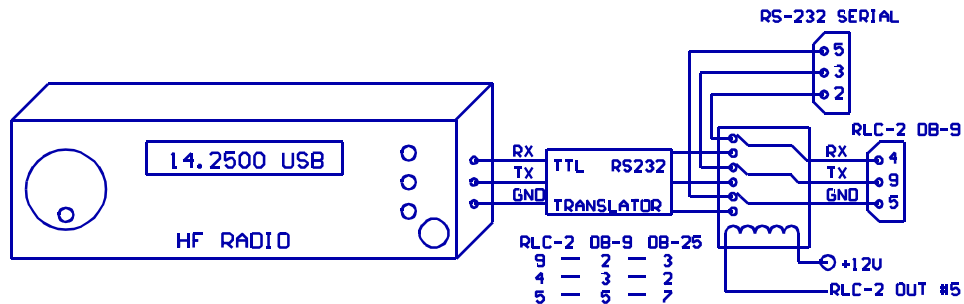 RS-232 SERIAL
5
3
2
RLC-2 DB-9
14.2500 USB
RX
TX
GND
TTL RS232
TRANSLATOR
RX
TX
GND
4
9
5
HF RADIO
RLC-2 DB-9 DB-25
9 — 2 — 3
4 — 3 — 2
5 — 5 — 7
+12V
RLC-2 OUT #5